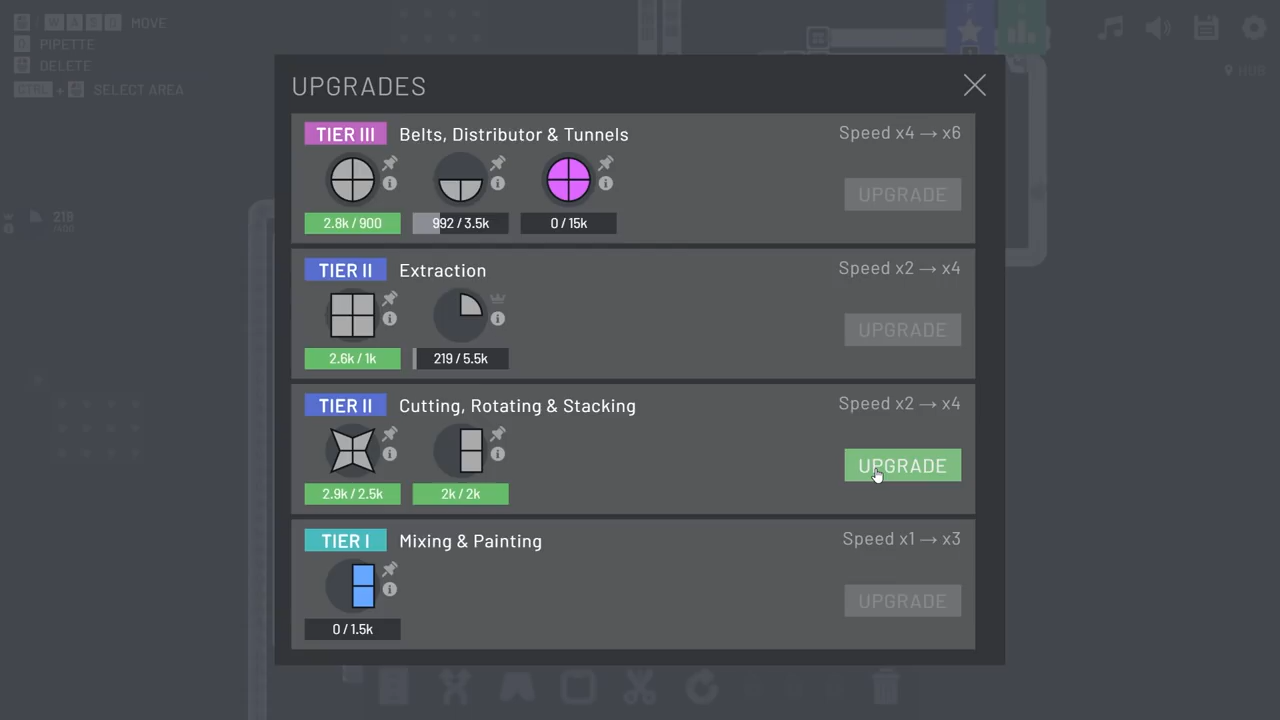 W A S D MOVE
PIPETTE
DELETE
CTRL + SELECT AREA
HUB
218
UPGRADES
TIER III Belts, Distributor & Tunnels Speed x4 → x6
2.8k / 900 992 / 3.5k 0 / 15k
UPGRADE
TIER II Extraction Speed x2 → x4
2.6k / 1k 219 / 5.5k
UPGRADE
TIER II Cutting, Rotating & Stacking Speed x2 → x4
2.9k / 2.5k 2k / 2k
UPGRADE
TIER I Mixing & Painting Speed x1 → x3
0 / 1.5k
UPGRADE